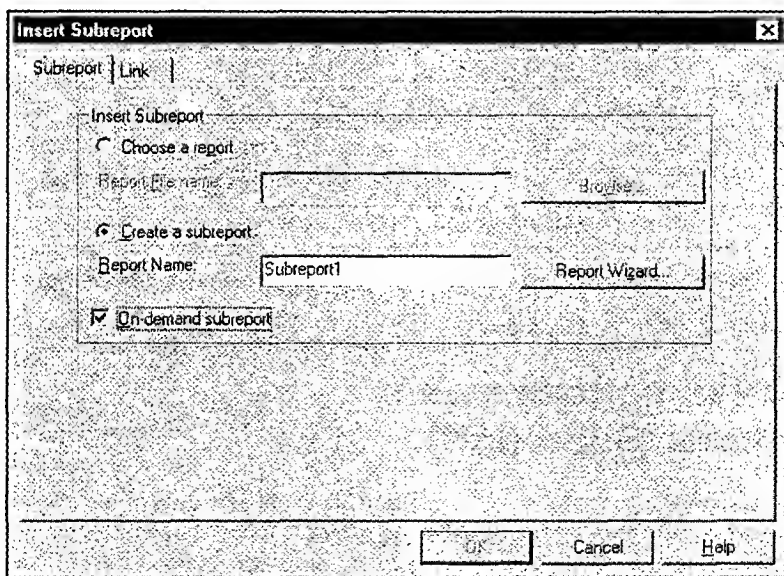 Insert Subreport
Subreport Link
Insert Subreport
Choose a report
Report File name:
Browse...
Create a subreport
Report Name: Subreport1 Report Wizard...
On-demand subreport
OK Cancel Help